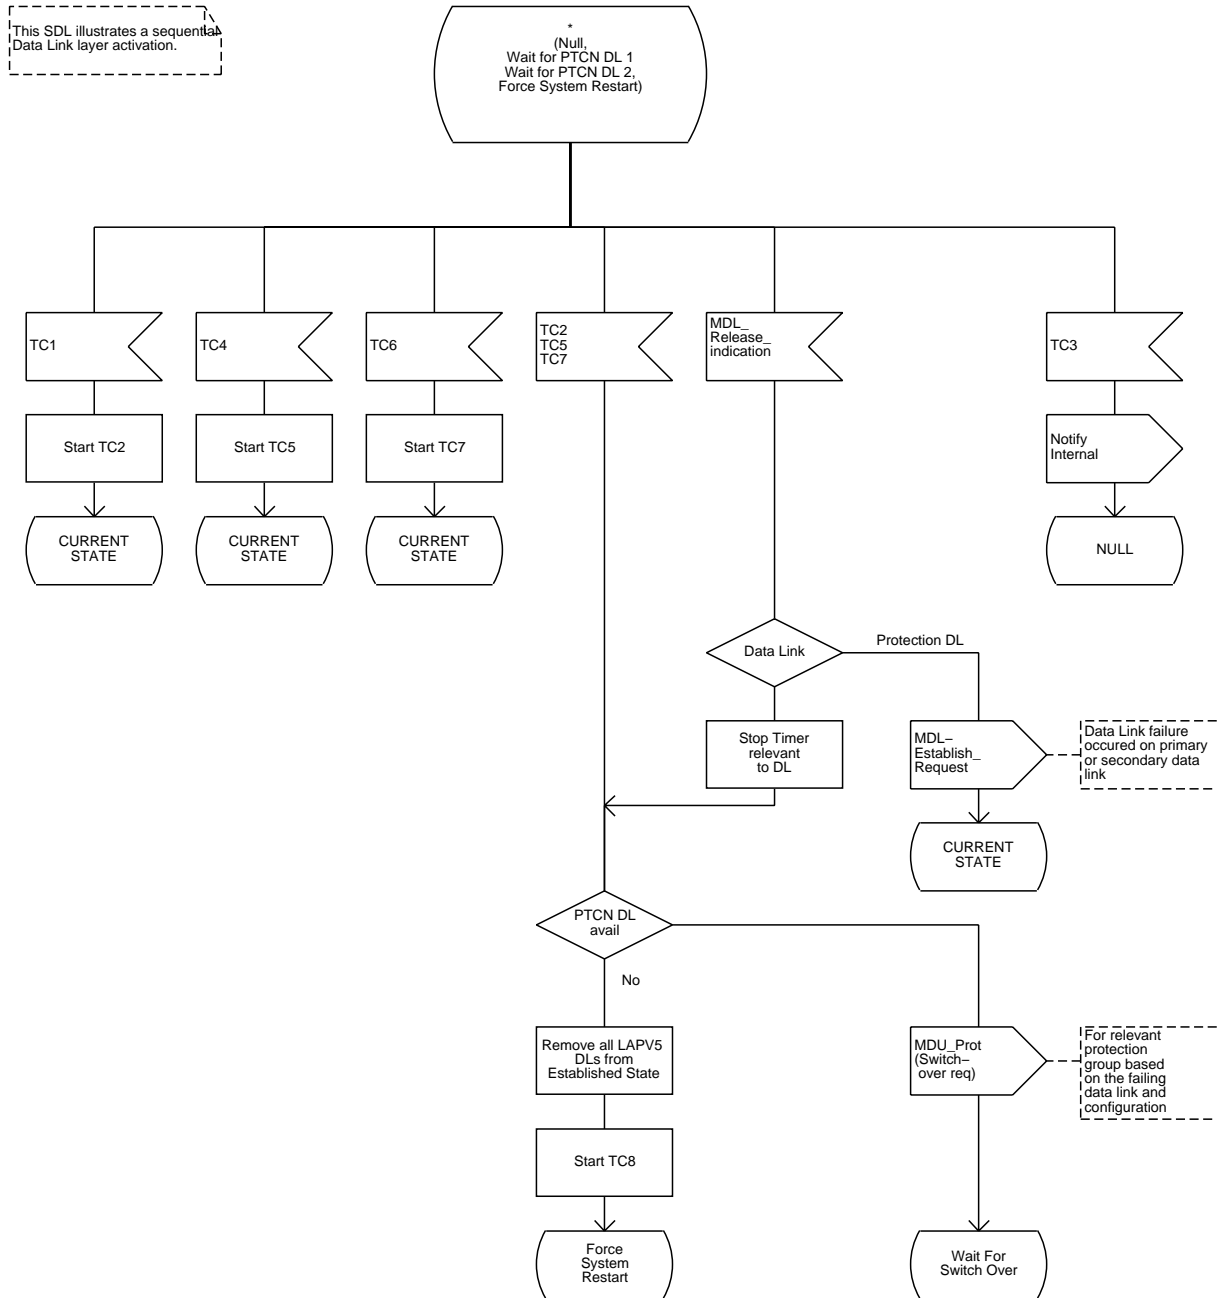 This SDL illustrates a sequential
Data Link layer activation.
*
(Null,
Wait for PTCN DL 1
Wait for PTCN DL 2,
Force System Restart)
TC1
TC4
TC6
TC2
TC5
TC7
MDL_
Release_
indication
TC3
Start TC2
Start TC5
Start TC7
Notify
Internal
CURRENT
STATE
CURRENT
STATE
CURRENT
STATE
NULL
Data Link
Protection DL
Stop Timer
relevant
to DL
MDL–
Establish_
Request
Data Link failure
occured on primary
or secondary data
link
CURRENT
STATE
PTCN DL
avail
No
Remove all LAPV5
DLs from
Established State
MDU_Prot
(Switch–
over req)
For relevant
protection
group based
on the failing
data link and
configuration
Start TC8
Force
System
Restart
Wait For
Switch Over